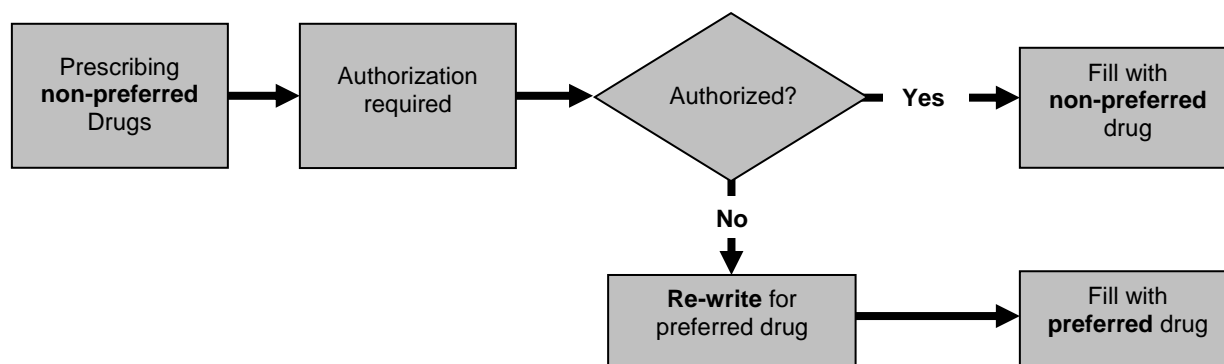 Prescribing
non-preferred
Drugs
Authorization
required
Authorized?
Yes
Fill with
non-preferred
drug
No
Re-write for
preferred drug
Fill with
preferred drug